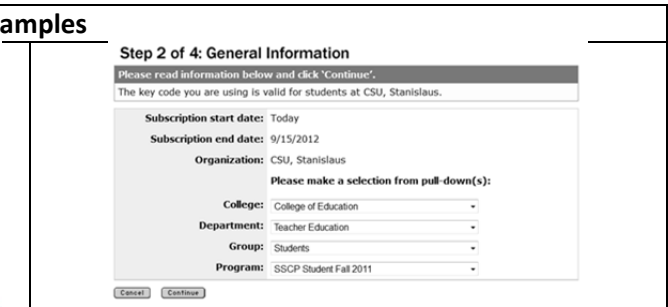 amples
Step 2 of 4: General Information
Please read information below and click 'Continue'.
The key code you are using is valid for students at CSU, Stanislaus.
Subscription start date: Today
Subscription end date: 9/15/2012
Organization: CSU, Stanislaus
Please make a selection from pull-down(s):
College: College of Education
Department: Teacher Education
Group: Students
Program: SSCP Student Fall 2011
Cancel Continue